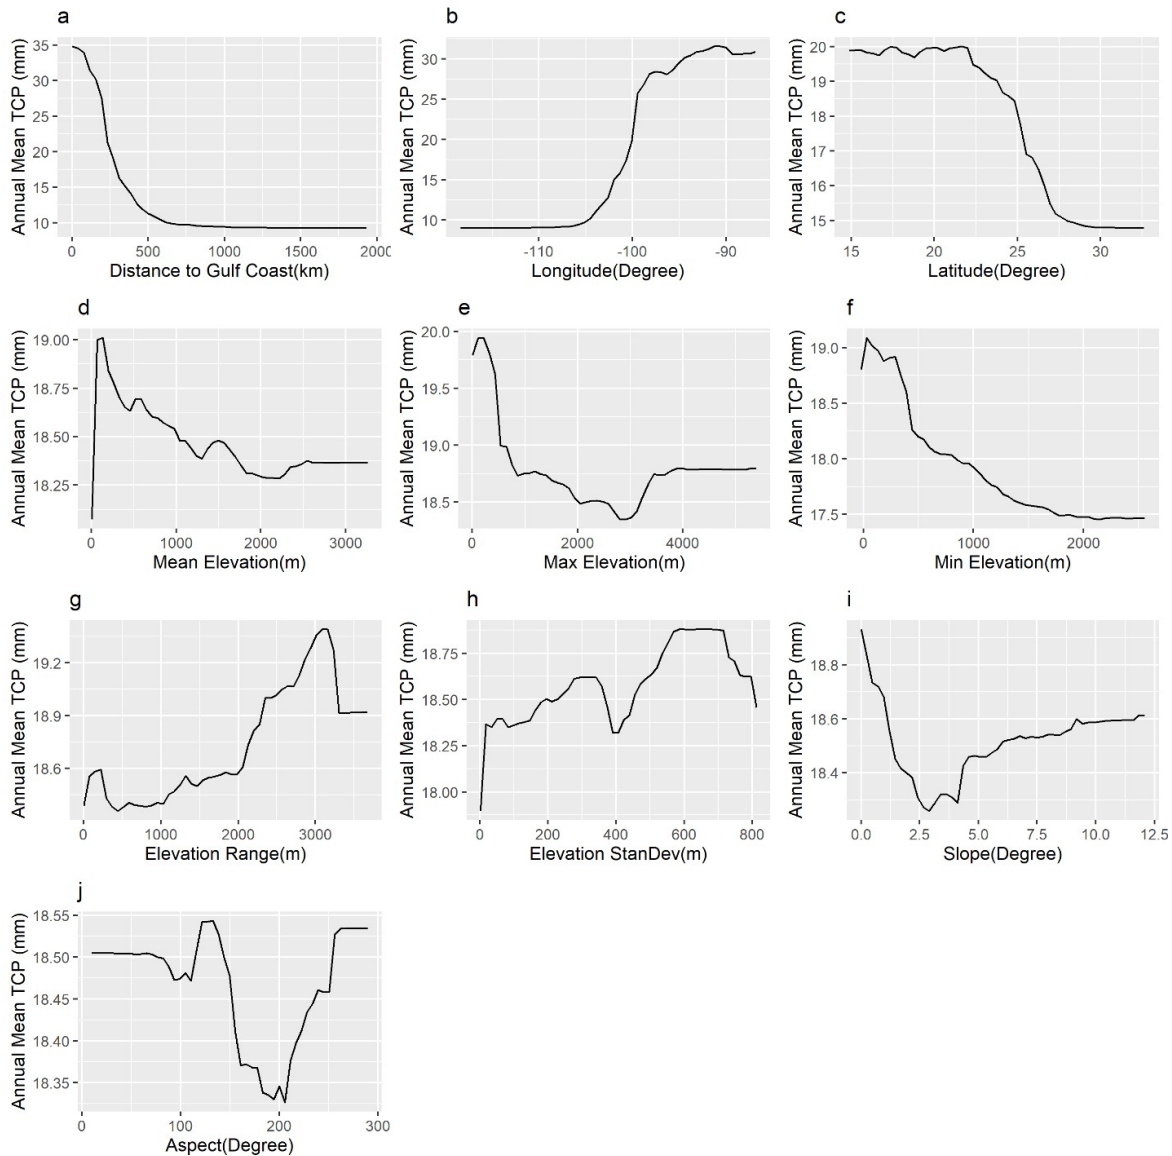 a
Annual Mean TCP (mm)
35
30
25
20
15
10
0
500
1000
1500
2000
Distance to Gulf Coast(km)
b
Annual Mean TCP (mm)
30
25
20
15
10
-110
-100
-90
Longitude(Degree)
c
Annual Mean TCP (mm)
20
19
18
17
16
15
15
20
25
30
Latitude(Degree)
d
Annual Mean TCP (mm)
19.00
18.75
18.50
18.25
0
1000
2000
3000
Mean Elevation(m)
e
Annual Mean TCP (mm)
20.0
19.5
19.0
18.5
0
2000
4000
Max Elevation(m)
f
Annual Mean TCP (mm)
19.0
18.5
18.0
17.5
0
1000
2000
Min Elevation(m)
g
Annual Mean TCP (mm)
19.2
18.9
18.6
0
1000
2000
3000
Elevation Range(m)
h
Annual Mean TCP (mm)
18.75
18.50
18.25
18.00
0
200
400
600
800
Elevation StanDev(m)
i
Annual Mean TCP (mm)
18.8
18.6
18.4
0.0
2.5
5.0
7.5
10.0
12.5
Slope(Degree)
j
Annual Mean TCP (mm)
18.55
18.50
18.45
18.40
18.35
0
100
200
300
Aspect(Degree)